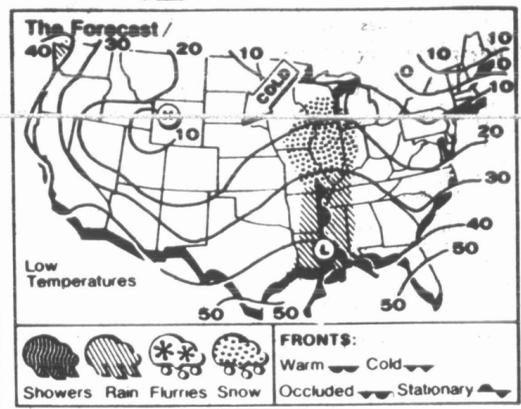 The Forecast/
40 30 20 10 10 10
0 10
COLD 10
10
20
30
40
50
L
Low
Temperatures
50 50 50
Showers Rain Flurries Snow
FRONTS:
Warm Cold
Occluded Stationary